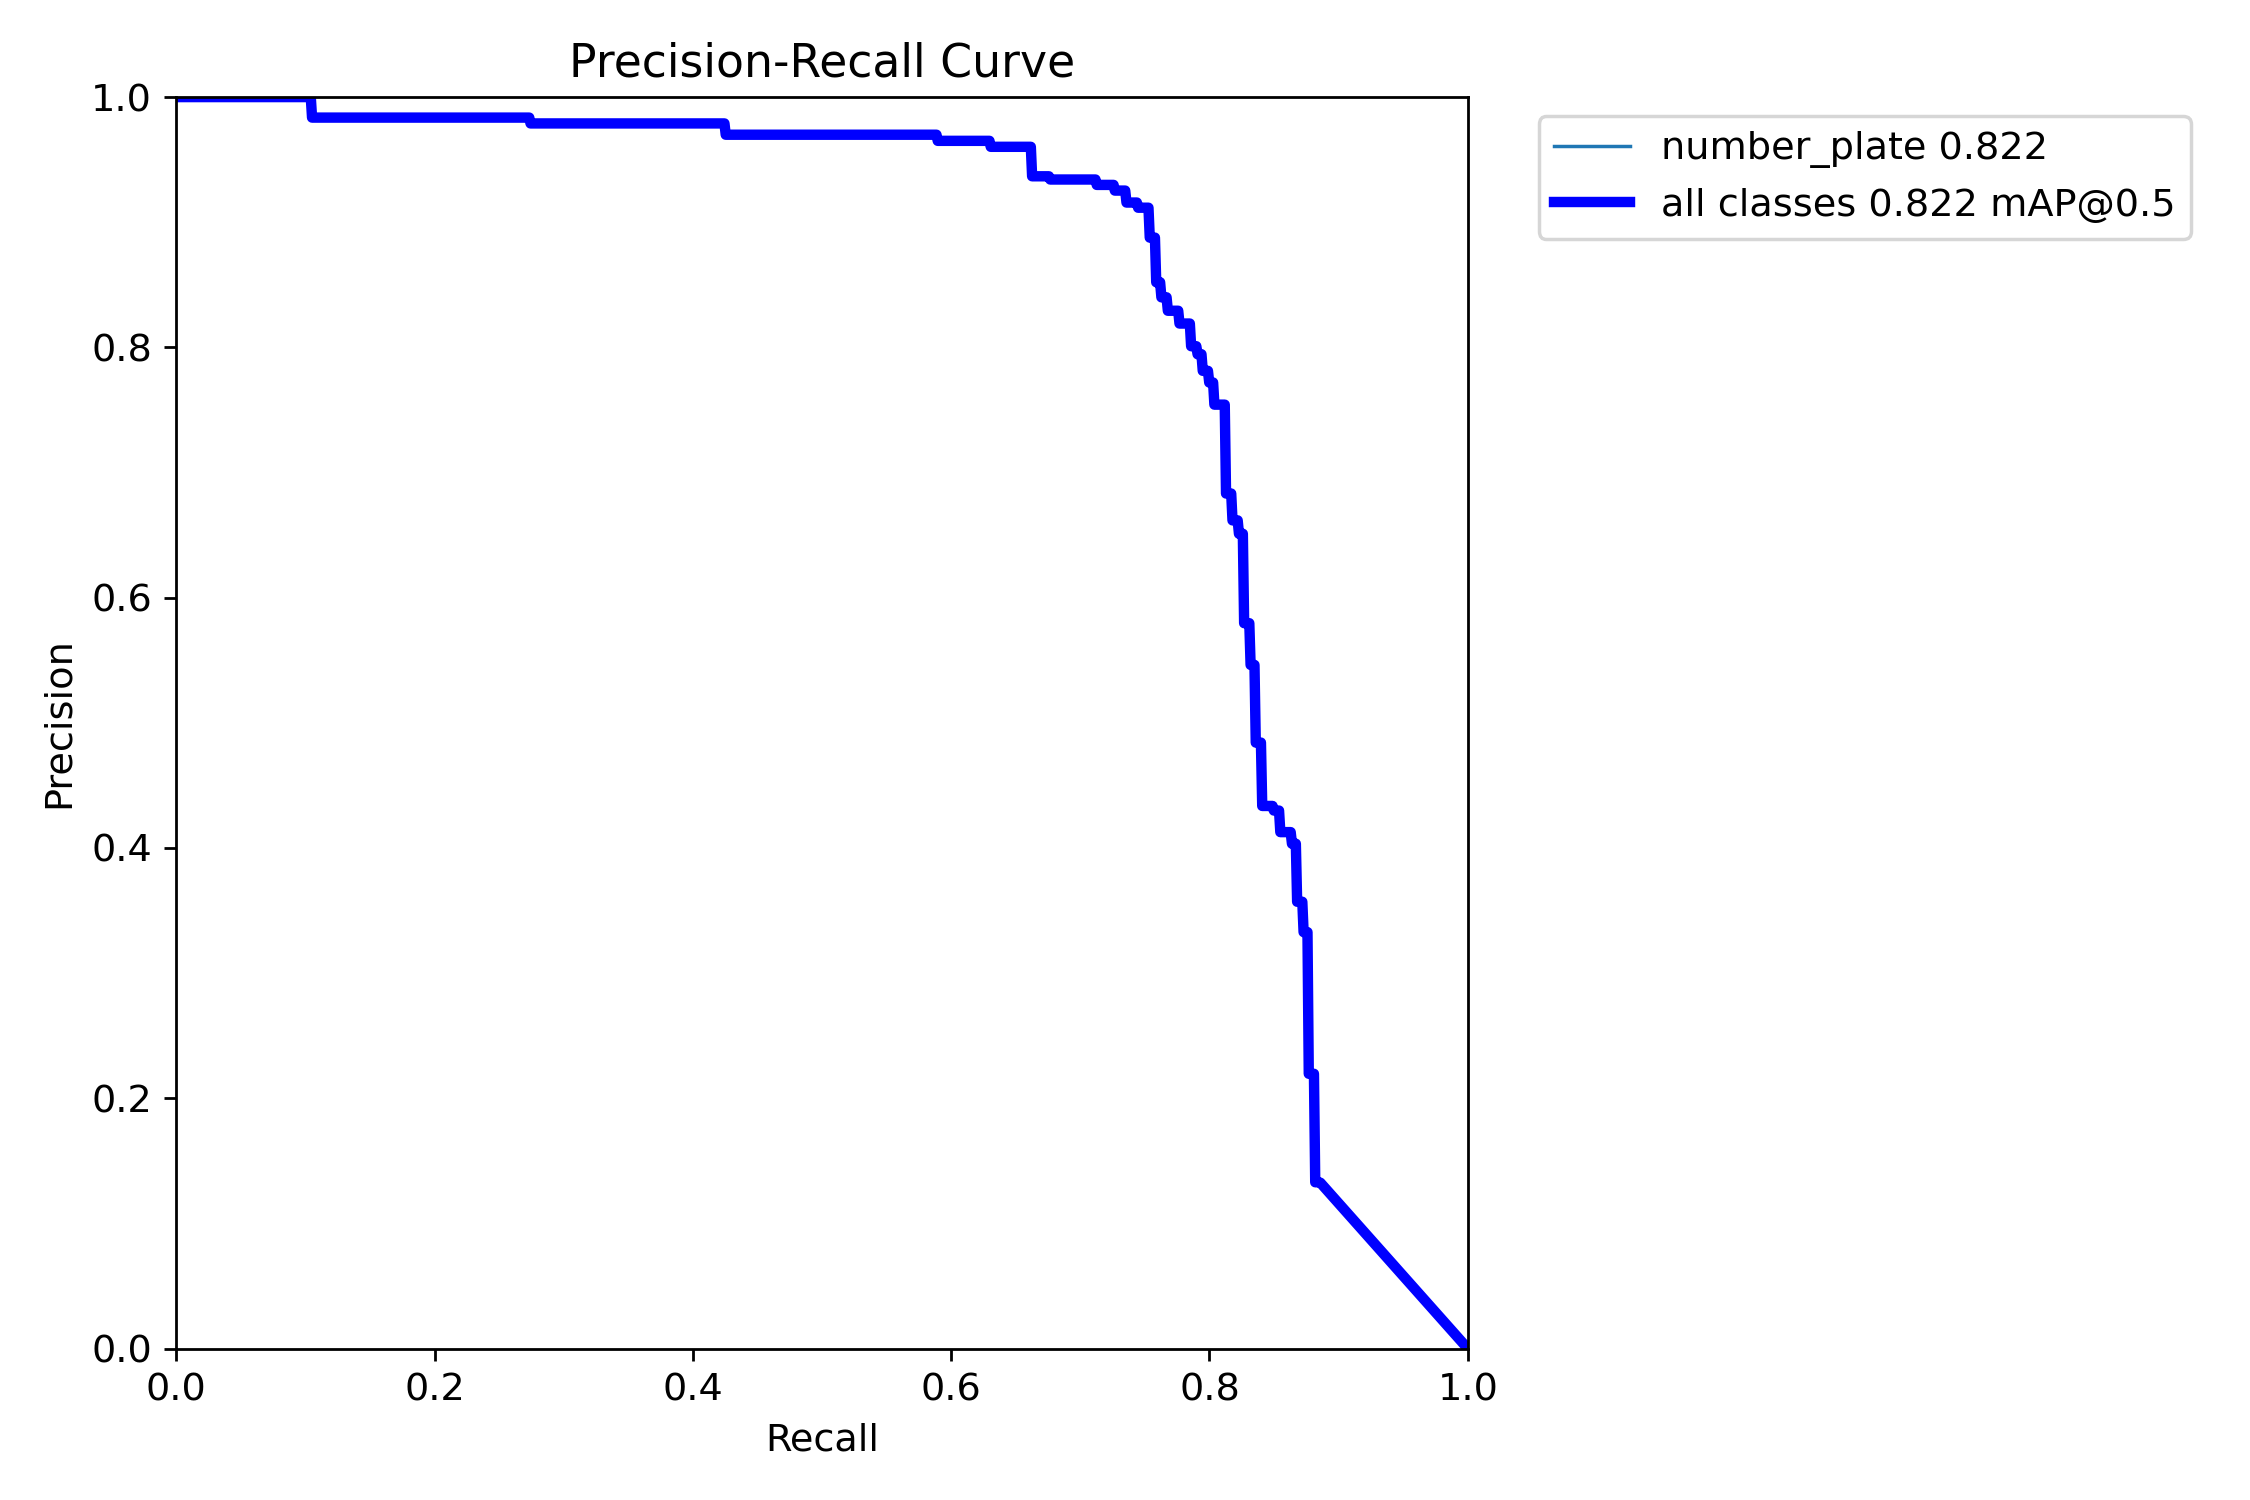 Precision-Recall Curve
number_plate 0.822
all classes 0.822 mAP@0.5
1.0
0.8
0.6
0.4
0.2
0.0
Precision
0.0 0.2 0.4 0.6 0.8 1.0
Recall